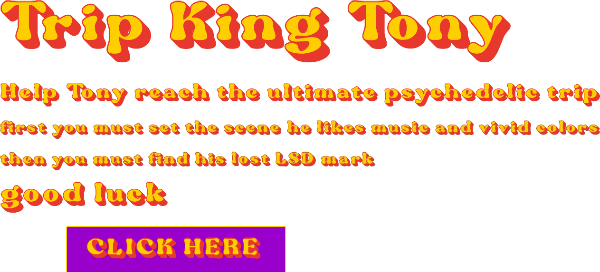 Trip King Tony
Help Tony reach the ultimate psychedelic trip
first you must set the scene he likes music and vivid colors
then you must find his lost LSD mark
good luck
CLICK HERE